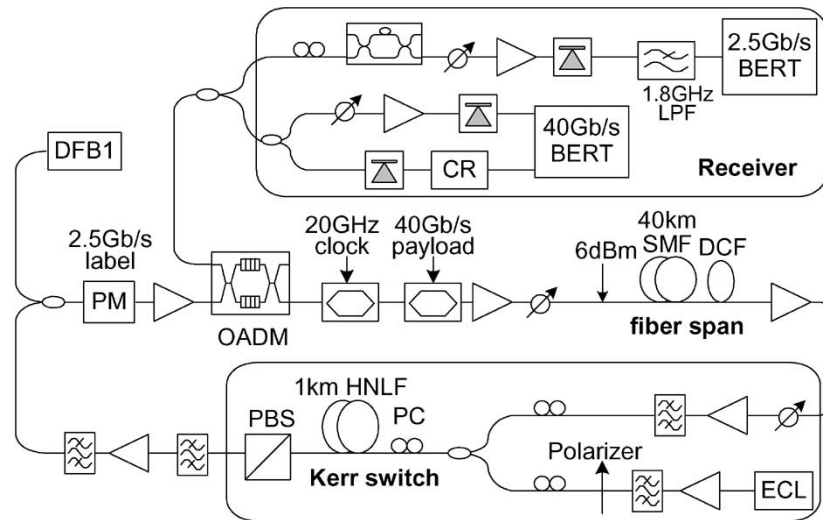 2.5Gb/s
BERT
1.8GHz
LPF
40Gb/s
BERT
CR
Receiver
DFB1
2.5Gb/s
label
PM
OADM
20GHz
clock
40Gb/s
payload
6dBm
40km
SMF
DCF
fiber span
1km HNLF
PBS
PC
Kerr switch
Polarizer
ECL